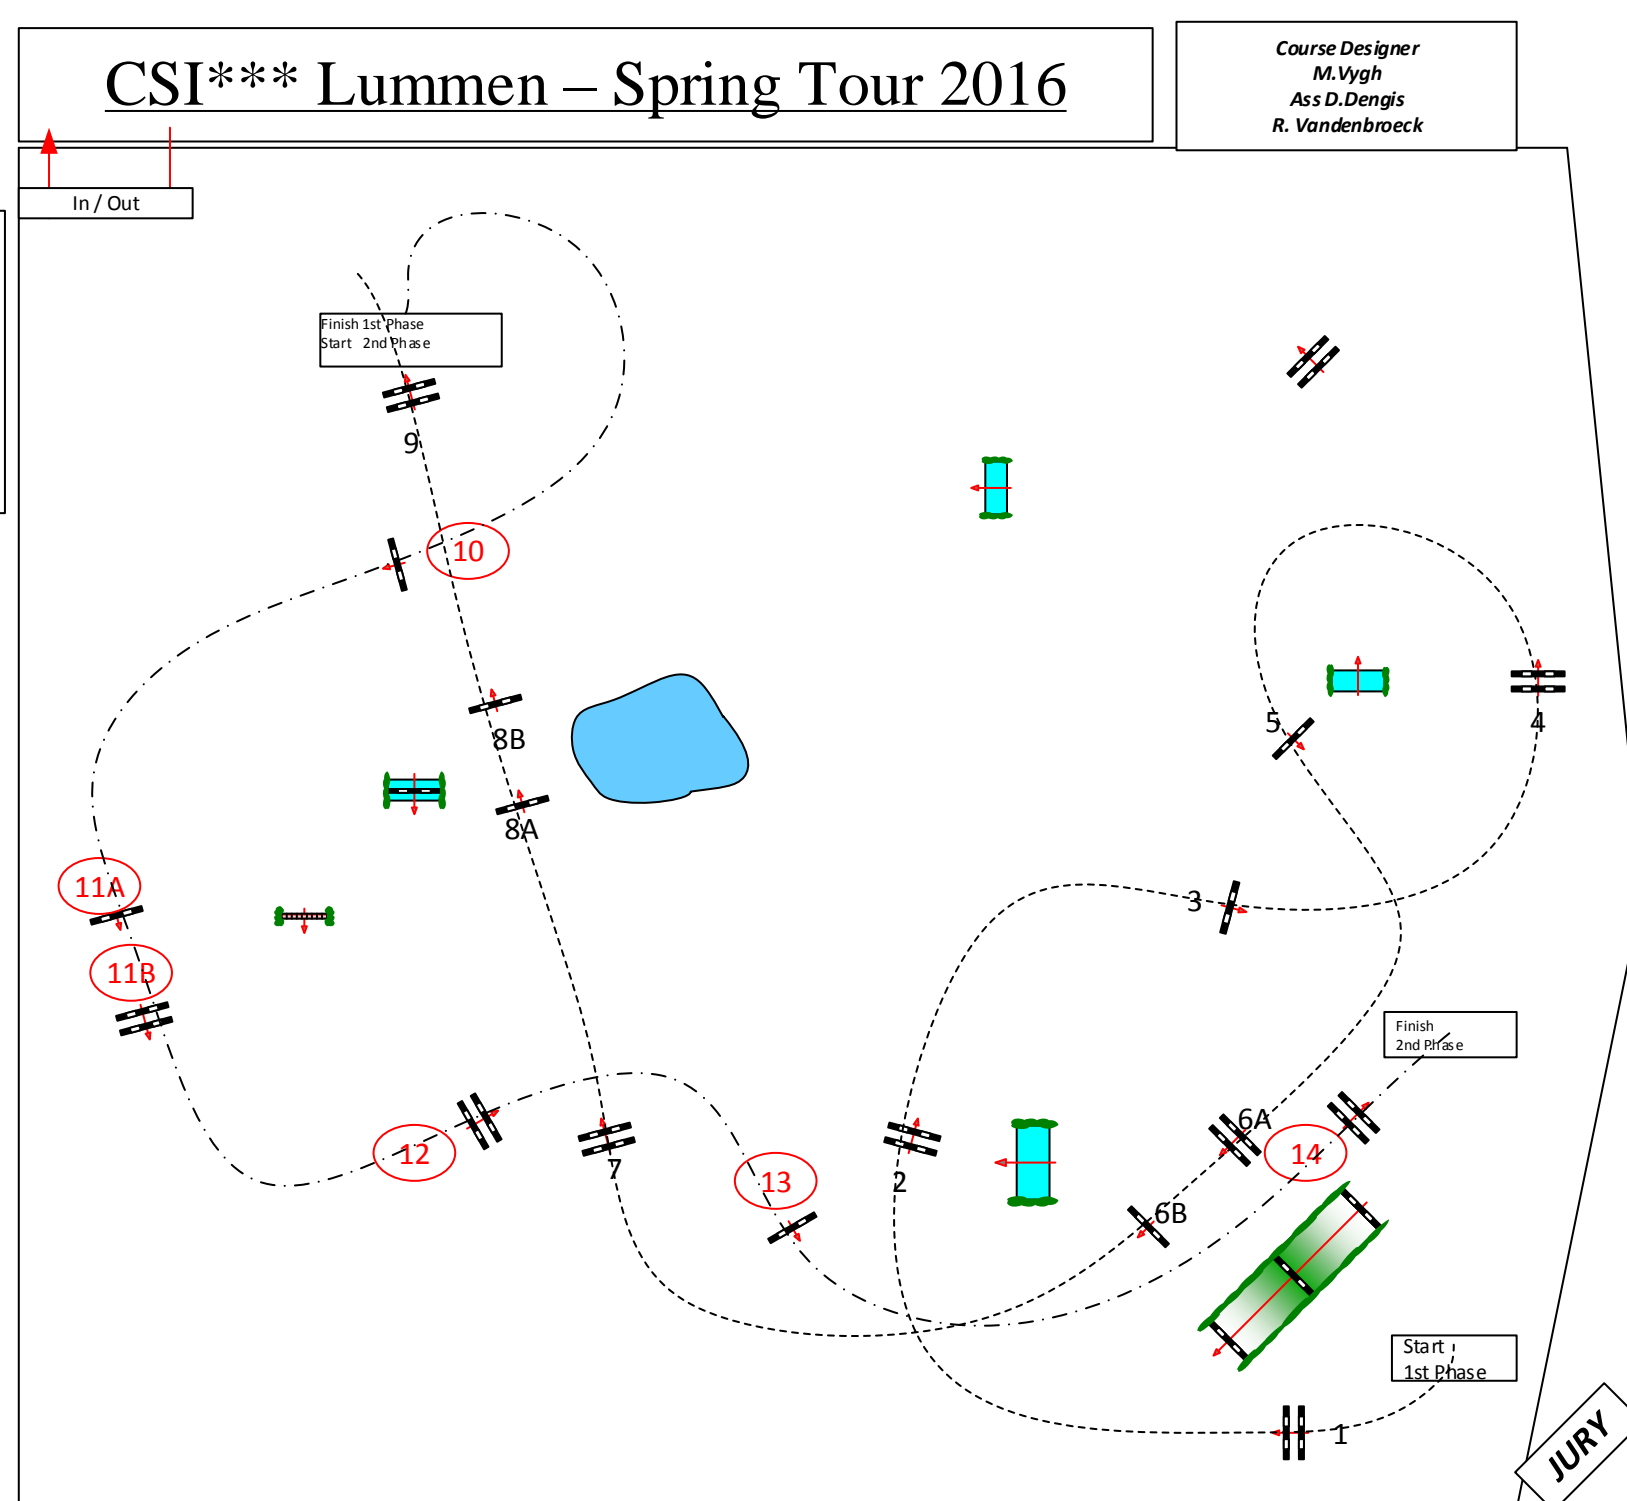 CSI*** Lummen – Spring Tour 2016
Course Designer
M.Vygh
Ass D.Dengis
R. Vandenbroeck
In / Out
Finish 1st Phase
Start 2nd Phase
9
10
8B
8A
5
4
3
11A
11B
12
7
13
2
6A
6B
14
Finish
2nd Phase
Start
1st Phase
1
JURY